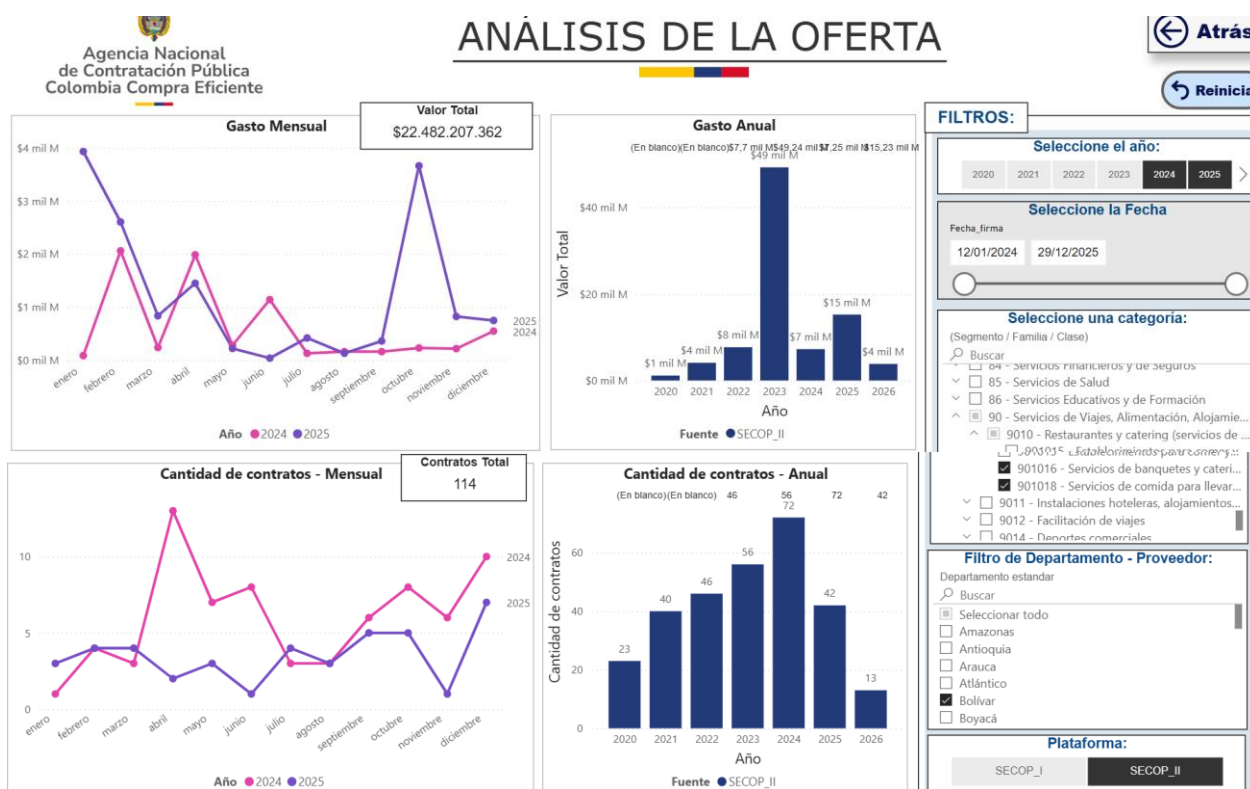 Agencia Nacional
de Contratación Pública
Colombia Compra Eficiente
ANÁLISIS DE LA OFERTA
Atrás
Reinicia
Gasto Mensual
Valor Total
$22.482.207.362
$4 mil M
$3 mil M
$2 mil M
$1 mil M
$0 mil M
2025
2024
enero
febrero
marzo
abril
mayo
junio
julio
agosto
septiembre
octubre
noviembre
diciembre
Año 2024 2025
Gasto Anual
(En blanco)(En blanco)$7,7 mil M$49,24 mil M
$15,23 mil M
$49 mil M
$40 mil M
$20 mil M
$0 mil M
Valor Total
$1 mil M
$4 mil M
$8 mil M
$7 mil M
$15 mil M
$4 mil M
2020 2021 2022 2023 2024 2025 2026
Año
Fuente SECOP_II
FILTROS:
Seleccione el año:
2020 2021 2022 2023 2024 2025
Seleccione la Fecha
Fecha_firma
12/01/2024 29/12/2025
Seleccione una categoría:
(Segmento / Familia / Clase)
Buscar
84 - Servicios Financieros y de Seguros
85 - Servicios de Salud
86 - Servicios Educativos y de Formación
90 - Servicios de Viajes, Alimentación, Alojamie...
9010 - Restaurantes y catering (servicios de ...
901016 - Servicios de banquetes y cateri...
901018 - Servicios de comida para llevar...
9011 - Instalaciones hoteleras, alojamientos...
9012 - Facilitación de viajes
9014 - Deportes comerciales
Cantidad de contratos - Mensual
Contratos Total
114
10
5
0
2024
2025
enero
febrero
marzo
abril
mayo
junio
julio
agosto
septiembre
octubre
noviembre
diciembre
Año 2024 2025
Cantidad de contratos - Anual
(En blanco)(En blanco) 46 56 72 42
60
40
20
0
Cantidad de contratos
23
40
46
56
72
42
13
2020 2021 2022 2023 2024 2025 2026
Año
Fuente SECOP_II
Filtro de Departamento - Proveedor:
Departamento estandar
Buscar
Seleccionar todo
Amazonas
Antioquia
Arauca
Atlántico
Bolívar
Boyacá
Plataforma:
SECOP_I SECOP_II